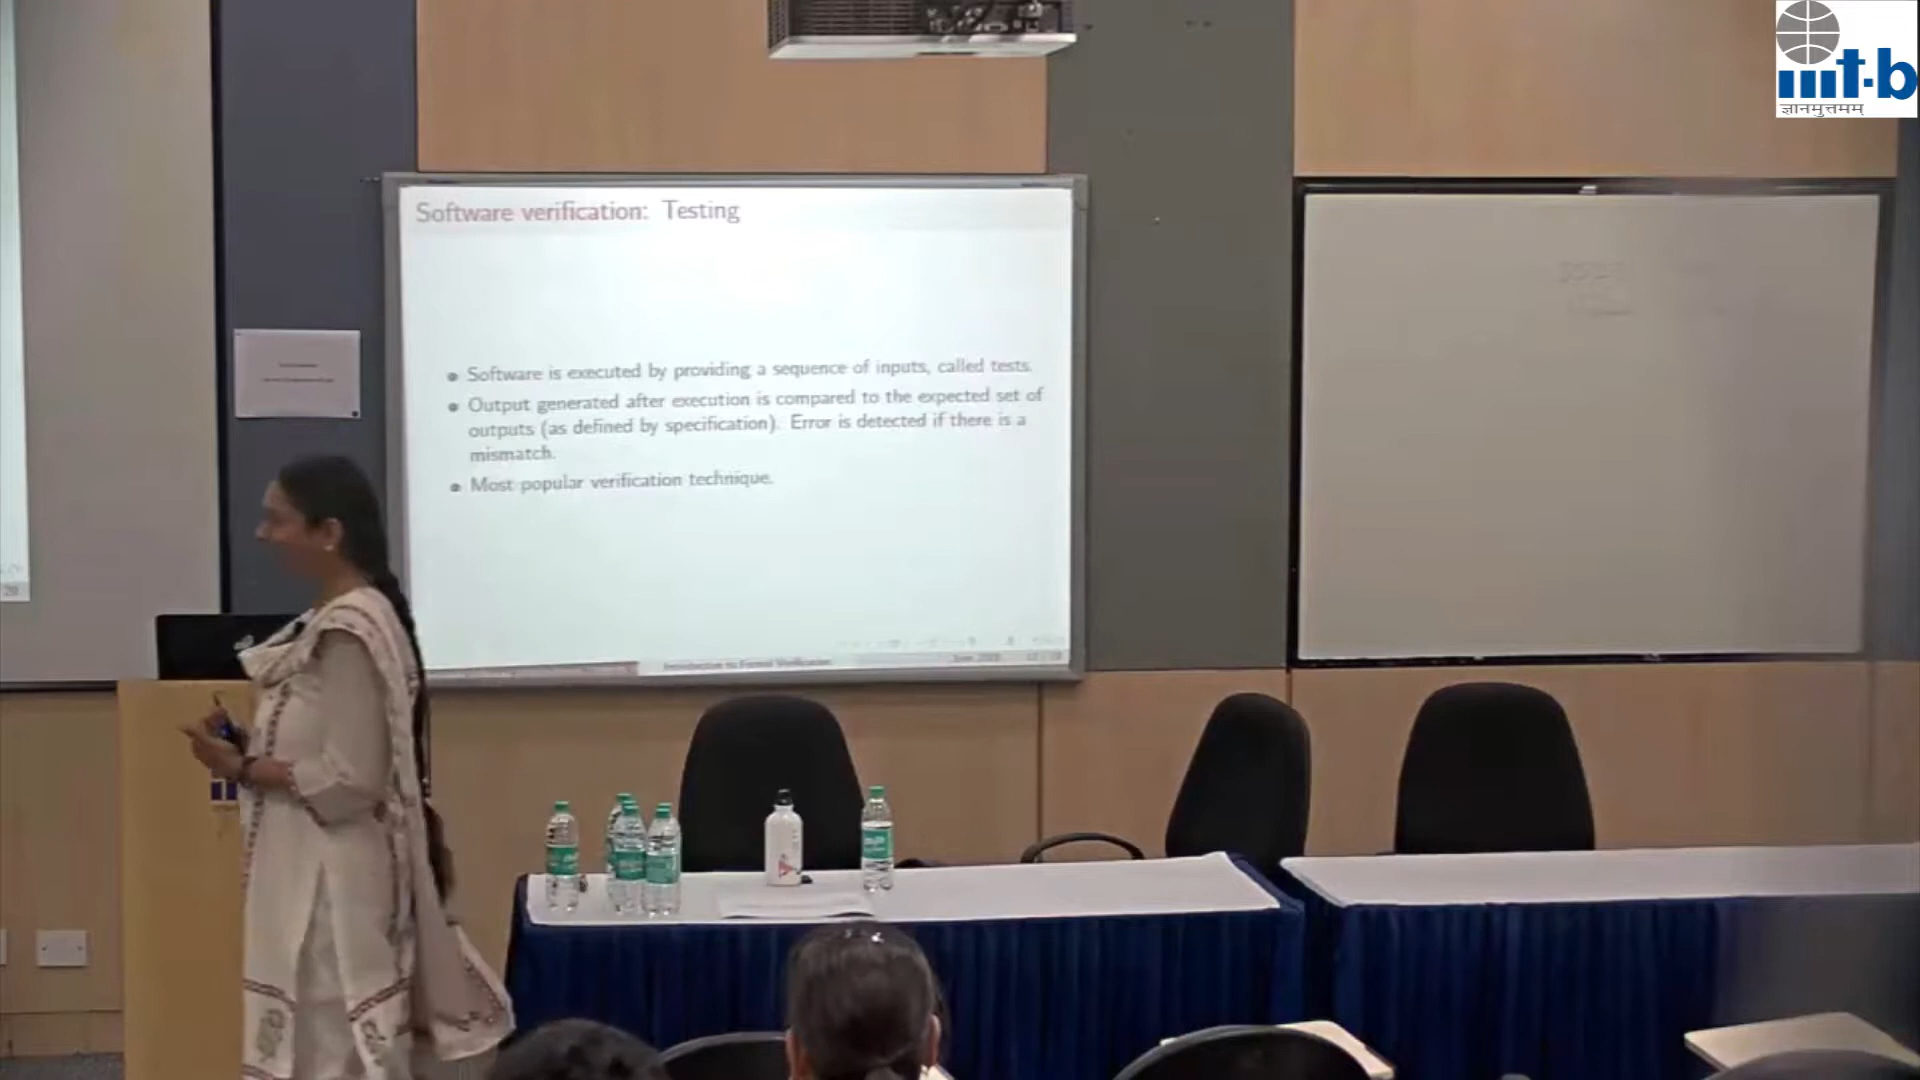 iiit-b
ज्ञानमुत्तमम्
Software verification: Testing
Software is executed by providing a sequence of inputs, called tests.
Output generated after execution is compared to the expected set of
outputs (as defined by specification). Error is detected if there is a
mismatch.
Most popular verification technique.
Introduction to Formal Verification
20